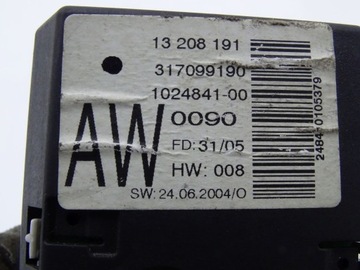 13 208 191
317099190
1024841-00
AW
0090
FD: 31/05
HW: 008
SW: 24.06.2004/O
2484-0105379